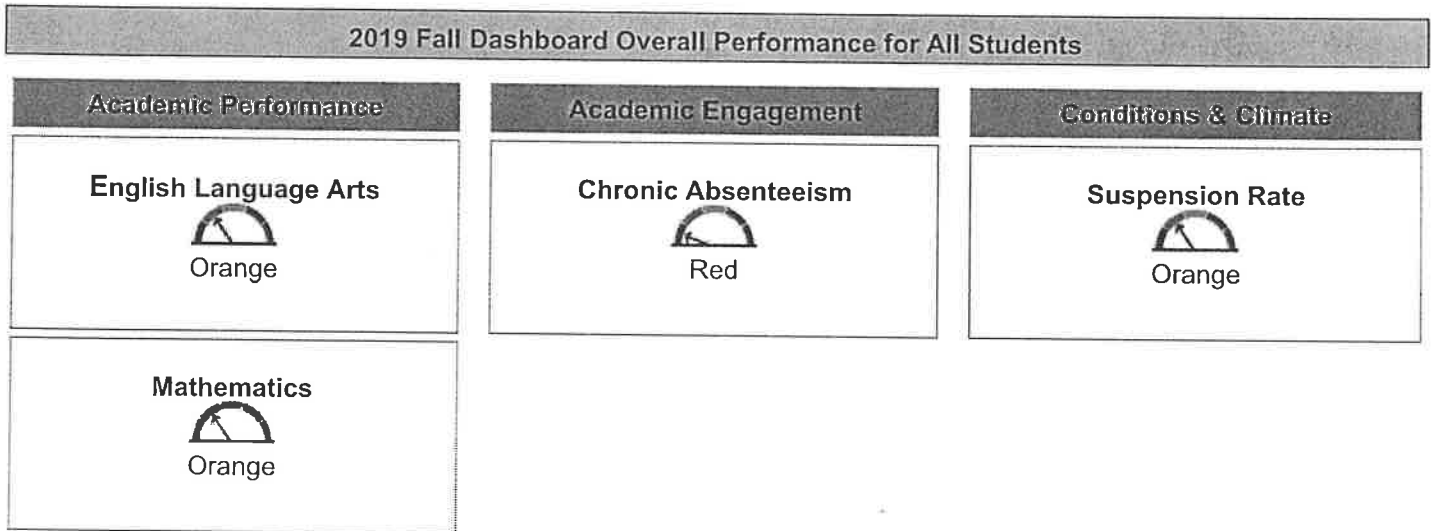 2019 Fall Dashboard Overall Performance for All Students
Academic Performance
English Language Arts
Orange
Mathematics
Orange
Academic Engagement
Chronic Absenteeism
Red
Conditions & Climate
Suspension Rate
Orange